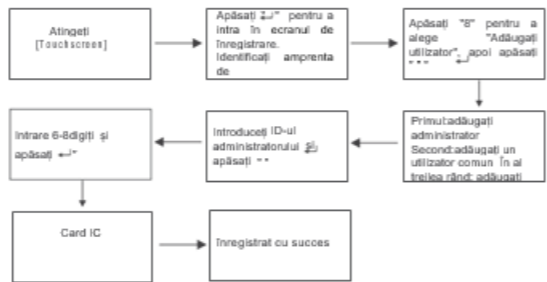 Atingeți
[Touchscreen]
Apăsați "↵" pentru a
intra în ecranul de
înregistrare.
Identificați amprenta
de
Apăsați "8" pentru a
alege "Adăugați
utilizator", apoi apăsați
"•" ↵
Primul:adăugați
administrator
Second:adăugați un
utilizator comun În al
treilea rând: adăugați
Introduceți ID-ul
administratorului și
apăsați "•
Intrare 6-8digiți și
apăsați ↵"
Card IC
Înregistrat cu succes